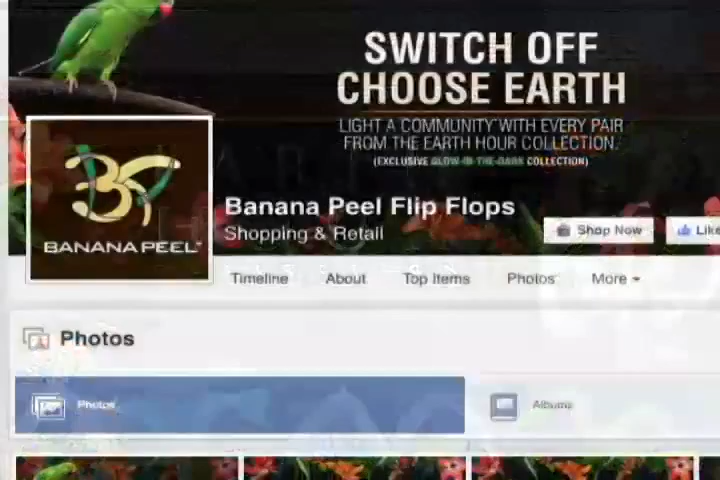 SWITCH OFF
CHOOSE EARTH
LIGHT A COMMUNITY WITH EVERY PAIR
FROM THE EARTH HOUR COLLECTION.
(EXCLUSIVE GLOW-IN-THE-DARK COLLECTION)
BANANA PEEL™
Banana Peel Flip Flops
Shopping & Retail
Shop Now
Like
Timeline
About
Top Items
Photos
More
Photos
Photos
Albums